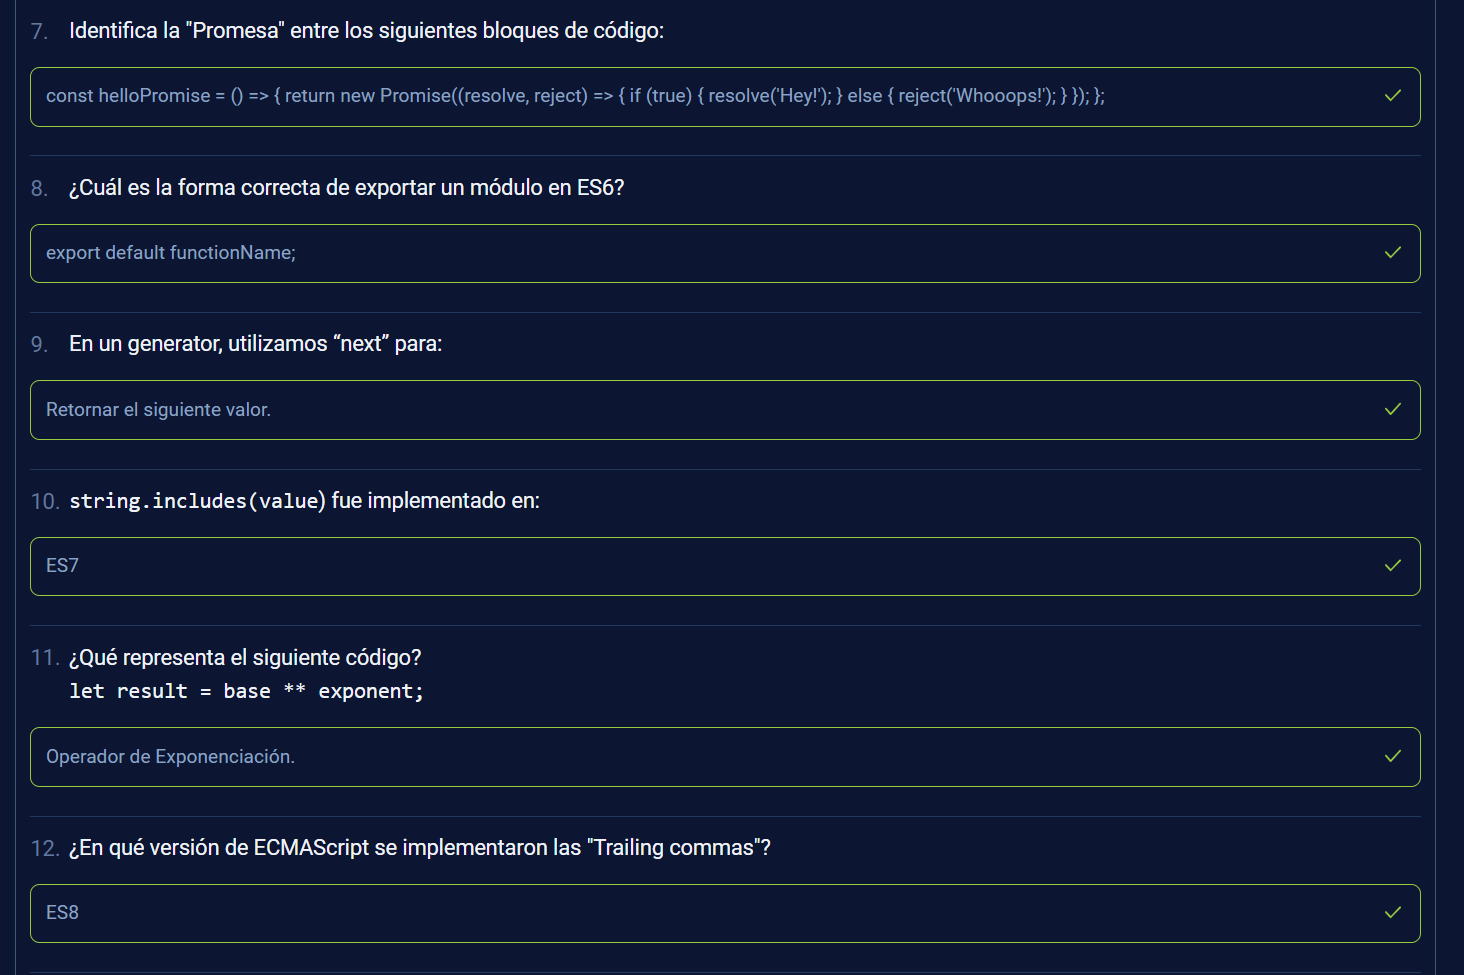 7. Identifica la "Promesa" entre los siguientes bloques de código:
const helloPromise = () => { return new Promise((resolve, reject) => { if (true) { resolve('Hey!'); } else { reject('Whooops!'); } }); };
8. ¿Cuál es la forma correcta de exportar un módulo en ES6?
export default functionName;
9. En un generator, utilizamos “next” para:
Retornar el siguiente valor.
10. string.includes(value) fue implementado en:
ES7
11. ¿Qué representa el siguiente código?
let result = base ** exponent;
Operador de Exponenciación.
12. ¿En qué versión de ECMAScript se implementaron las "Trailing commas"?
ES8